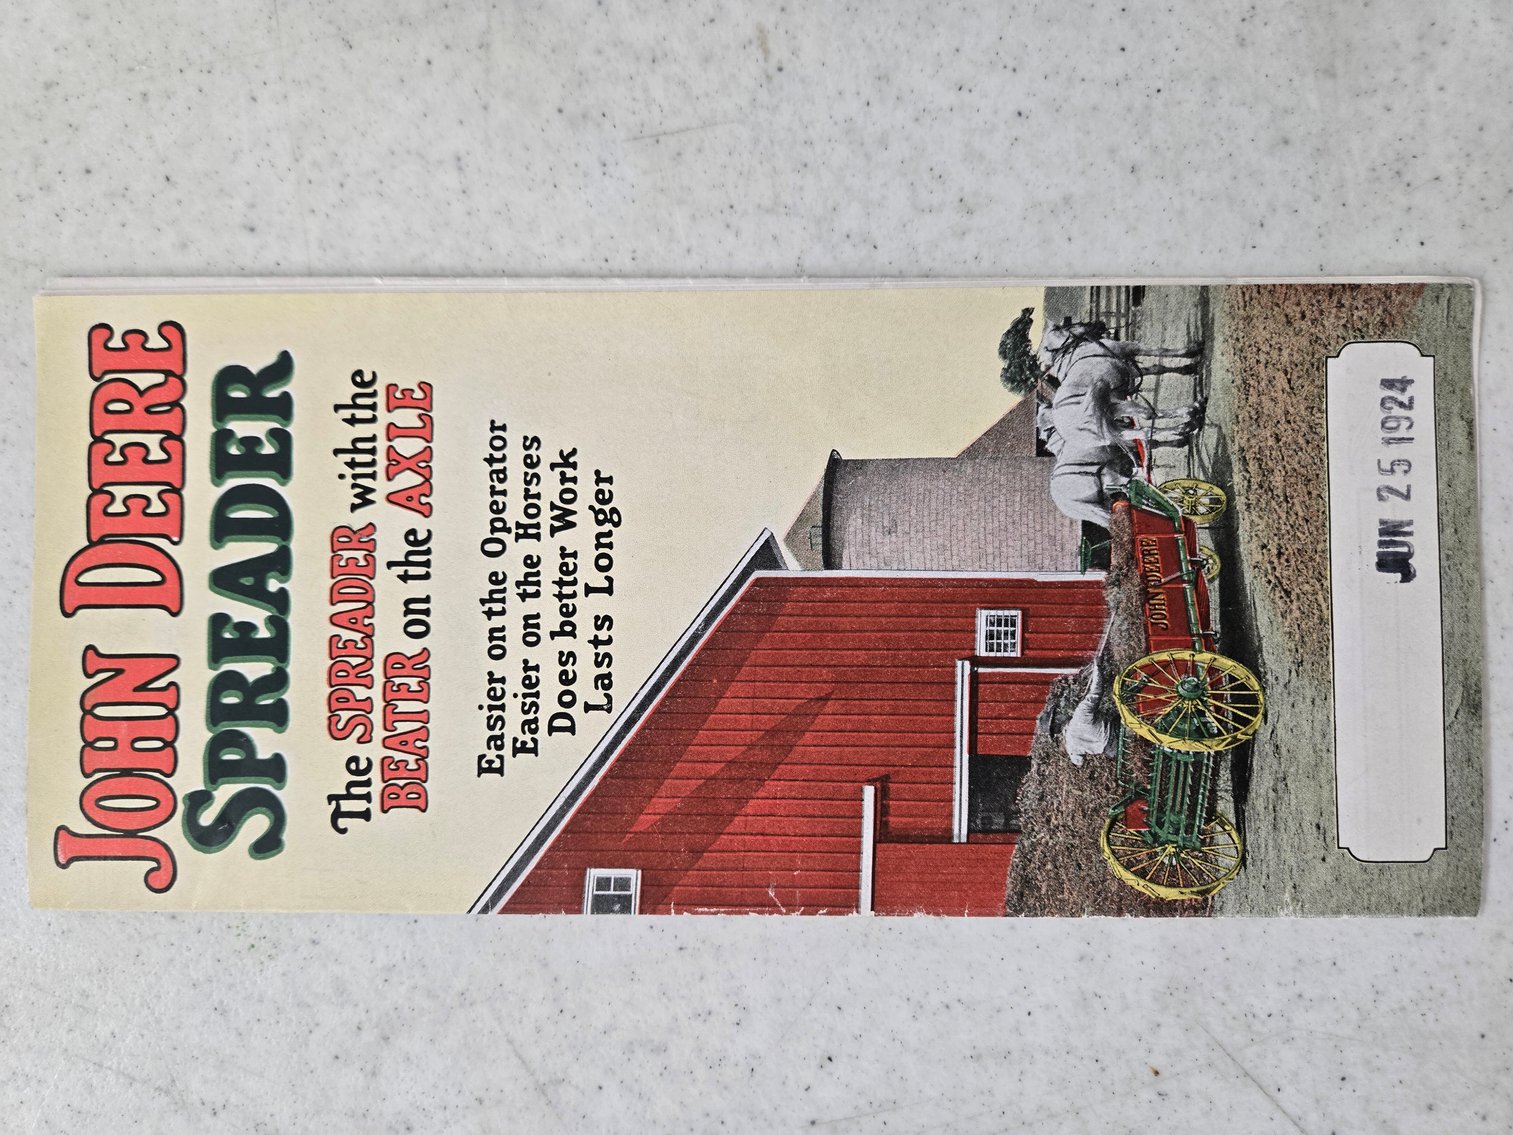 JOHN DEERE
SPREADER
The SPREADER with the
BEATER on the AXLE
Easier on the Operator
Easier on the Horses
Does better Work
Lasts Longer
JOHN DEERE
JUN 25 1924